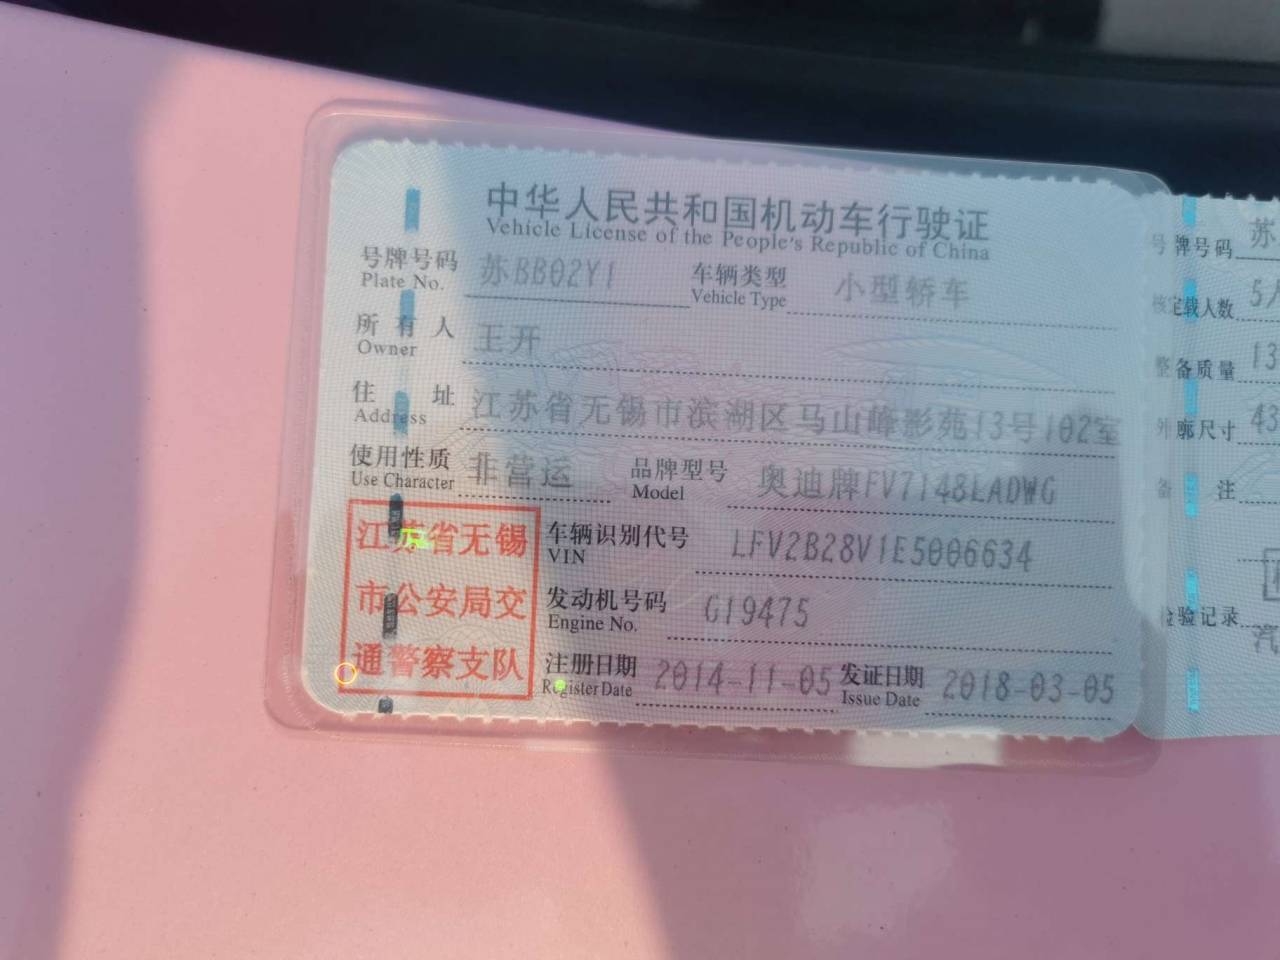 中华人民共和国机动车行驶证
Vehicle License of the People's Republic of China
号牌号码 苏BB02Y1 车辆类型 小型轿车
Plate No. Vehicle Type
所有人 王开
Owner
住址 江苏省无锡市滨湖区马山峰影苑13号102室
Address
使用性质 非营运 品牌型号 奥迪牌FV7148LADWG
Use Character Model
江苏省无锡
市公安局交
通警察支队
车辆识别代号 LFV2B28V1E5006634
VIN
发动机号码 G19475
Engine No.
注册日期 2014-11-05 发证日期 2018-03-05
Register Date Issue Date
号牌号码 苏
核定载人数 5人
整备质量 13
外廓尺寸 43
备注
检验记录
汽